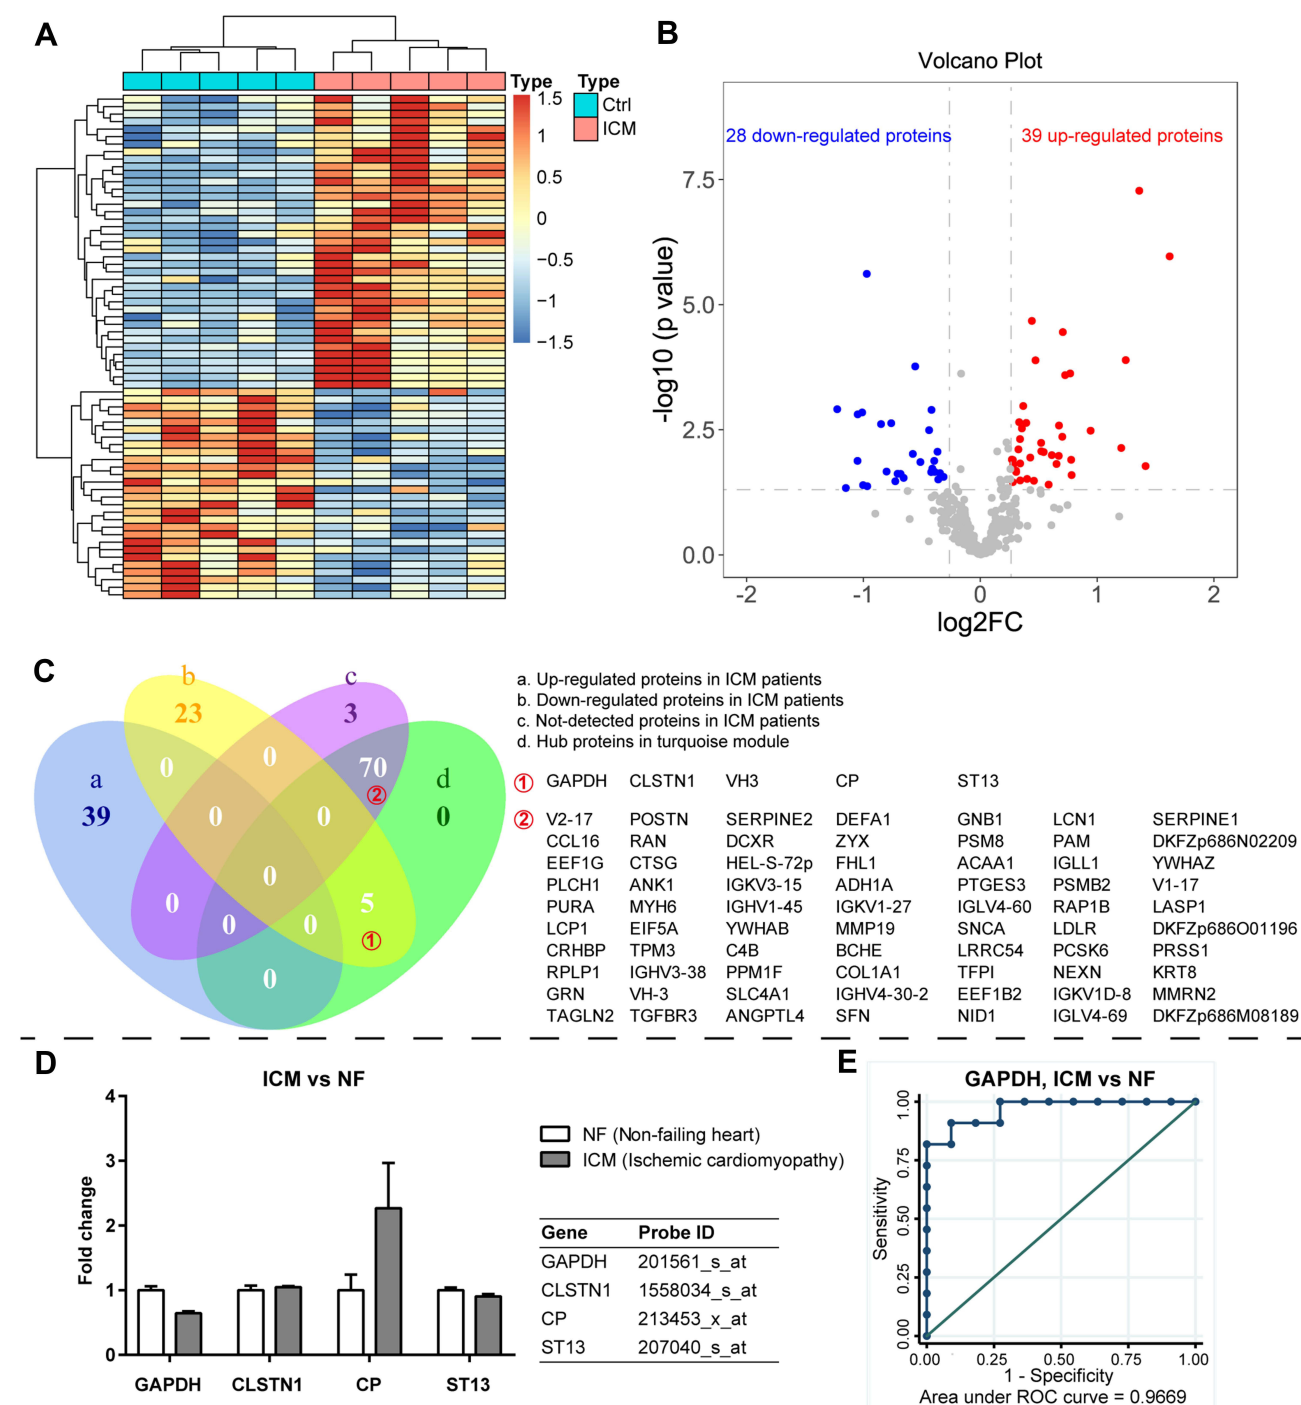 A
Type
1.5
1
0.5
0
−0.5
−1
−1.5
Type
Ctrl
ICM
B
Volcano Plot
28 down-regulated proteins
39 up-regulated proteins
-log10 (p value)
7.5
5.0
2.5
0.0
-2
-1
0
1
2
log2FC
C
a
39
b
23
c
3
d
0
0
0
70
②
0
0
0
0
5
①
0
0
0
a. Up-regulated proteins in ICM patients
b. Down-regulated proteins in ICM patients
c. Not-detected proteins in ICM patients
d. Hub proteins in turquoise module
① GAPDH CLSTN1 VH3 CP ST13
② V2-17 POSTN SERPINE2 DEFA1 GNB1 LCN1 SERPINE1
CCL16 RAN DCXR ZYX PSM8 PAM DKFZp686N02209
EEF1G CTSG HEL-S-72p FHL1 ACAA1 IGLL1 YWHAZ
PLCH1 ANK1 IGKV3-15 ADH1A PTGES3 PSMB2 V1-17
PURA MYH6 IGHV1-45 IGKV1-27 IGLV4-60 RAP1B LASP1
LCP1 EIF5A YWHAB MMP19 SNCA LDLR DKFZp686O01196
CRHBP TPM3 C4B BCHE LRRC54 PCSK6 PRSS1
RPLP1 IGHV3-38 PPM1F COL1A1 TFPI NEXN KRT8
GRN VH-3 SLC4A1 IGHV4-30-2 EEF1B2 IGKV1D-8 MMRN2
TAGLN2 TGFBR3 ANGPTL4 SFN NID1 IGLV4-69 DKFZp686M08189
D
ICM vs NF
Fold change
4
3
2
1
0
GAPDH CLSTN1 CP ST13
NF (Non-failing heart)
ICM (Ischemic cardiomyopathy)
Gene Probe ID
GAPDH 201561_s_at
CLSTN1 1558034_s_at
CP 213453_x_at
ST13 207040_s_at
E
GAPDH, ICM vs NF
Sensitivity
1.00
0.75
0.50
0.25
0.00
0.00 0.25 0.50 0.75 1.00
1 - Specificity
Area under ROC curve = 0.9669